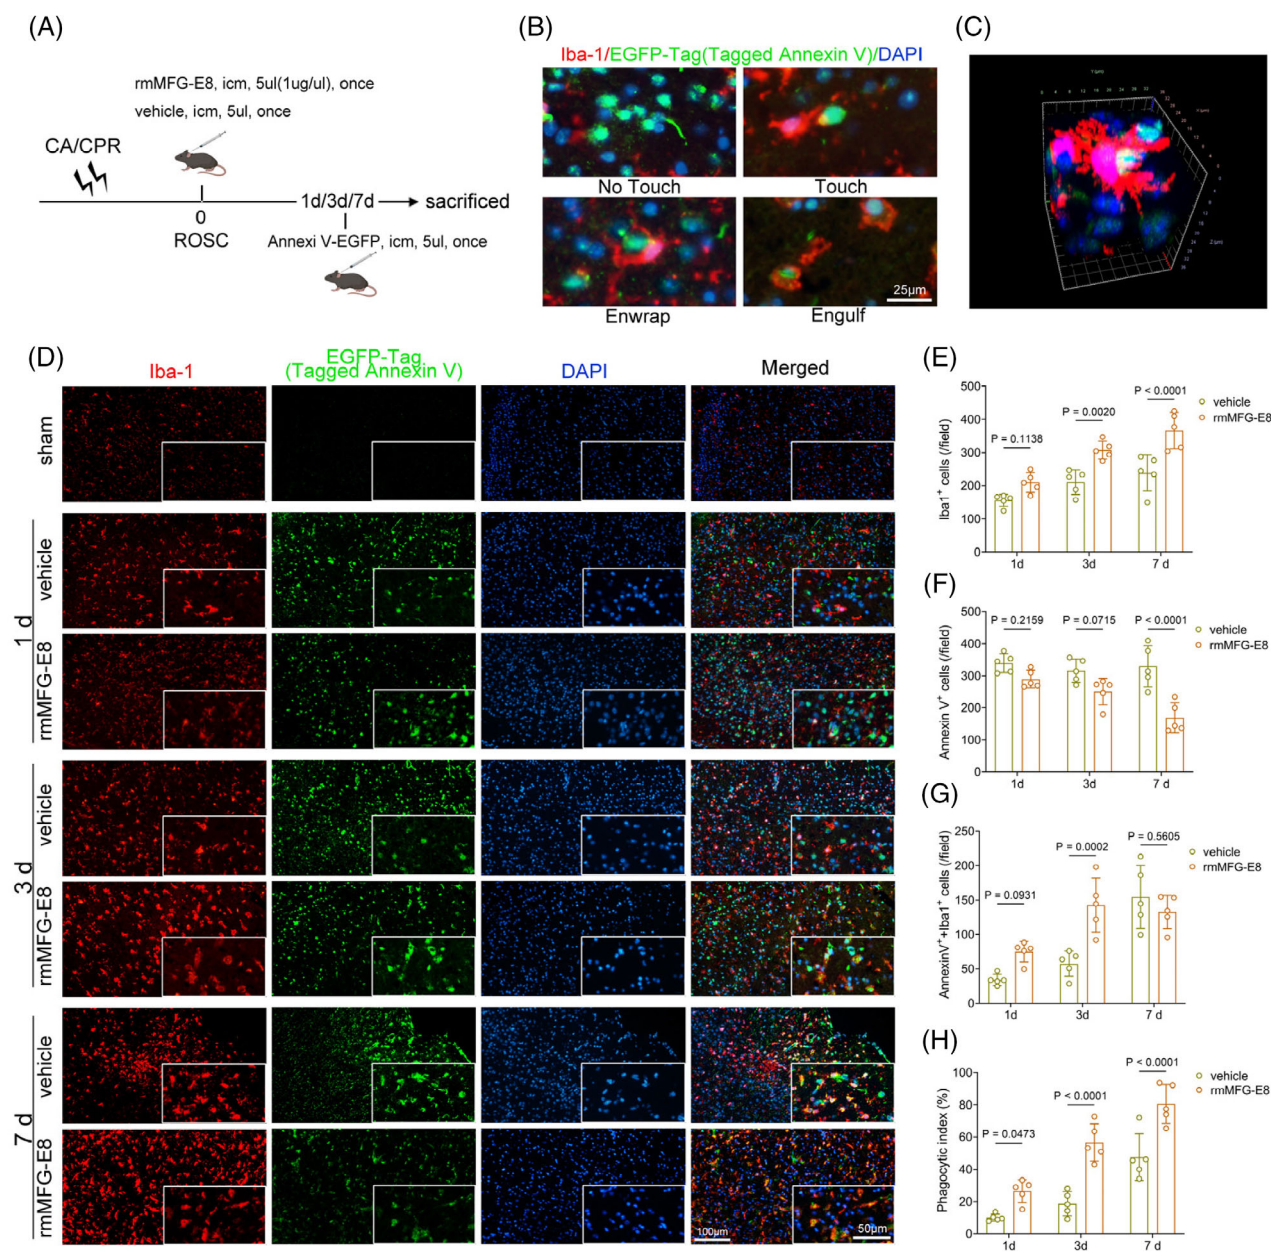 (A)
rmMFG-E8, icm, 5ul(1ug/ul), once
vehicle, icm, 5ul, once
CA/CPR
0
ROSC
1d/3d/7d
sacrificed
Annexi V-EGFP, icm, 5ul, once
(B)
Iba-1/EGFP-Tag(Tagged Annexin V)/DAPI
No Touch
Touch
Enwrap
Engulf
25μm
(C)
(D)
Iba-1
EGFP-Tag
(Tagged Annexin V)
DAPI
Merged
sham
1 d
vehicle
rmMFG-E8
3 d
vehicle
rmMFG-E8
7 d
vehicle
rmMFG-E8
100μm
50μm
(E)
Iba1+ cells (/field)
500
400
300
200
100
0
P = 0.1138
P = 0.0020
P < 0.0001
vehicle
rmMFG-E8
1d
3d
7 d
(F)
Annexin V+ cells (/field)
500
400
300
200
100
0
P = 0.2159
P = 0.0715
P < 0.0001
vehicle
rmMFG-E8
1d
3d
7 d
(G)
AnnexinV++Iba1+ cells (/field)
250
200
150
100
50
0
P = 0.0931
P = 0.0002
P = 0.5605
vehicle
rmMFG-E8
1d
3d
7 d
(H)
Phagocytic index (%)
100
80
60
40
20
0
P = 0.0473
P < 0.0001
P < 0.0001
vehicle
rmMFG-E8
1d
3d
7 d